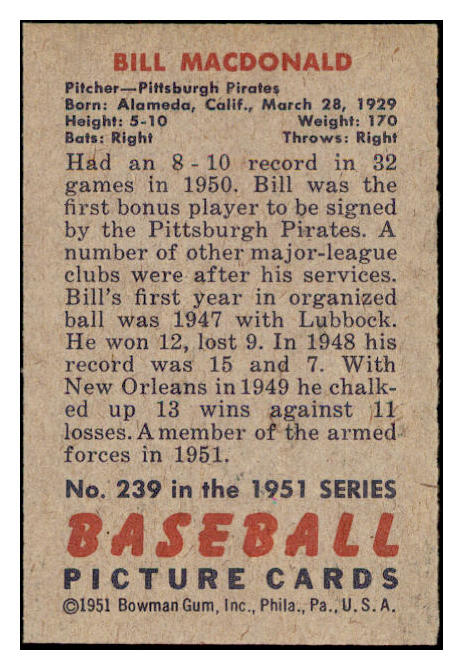 BILL MACDONALD
Pitcher—Pittsburgh Pirates
Born: Alameda, Calif., March 28, 1929
Height: 5-10 Weight: 170
Bats: Right Throws: Right
Had an 8-10 record in 32
games in 1950. Bill was the
first bonus player to be signed
by the Pittsburgh Pirates. A
number of other major-league
clubs were after his services.
Bill's first year in organized
ball was 1947 with Lubbock.
He won 12, lost 9. In 1948 his
record was 15 and 7. With
New Orleans in 1949 he chalk-
ed up 13 wins against 11
losses. A member of the armed
forces in 1951.
No. 239 in the 1951 SERIES
BASEBALL
PICTURE CARDS
©1951 Bowman Gum, Inc., Phila., Pa., U. S. A.